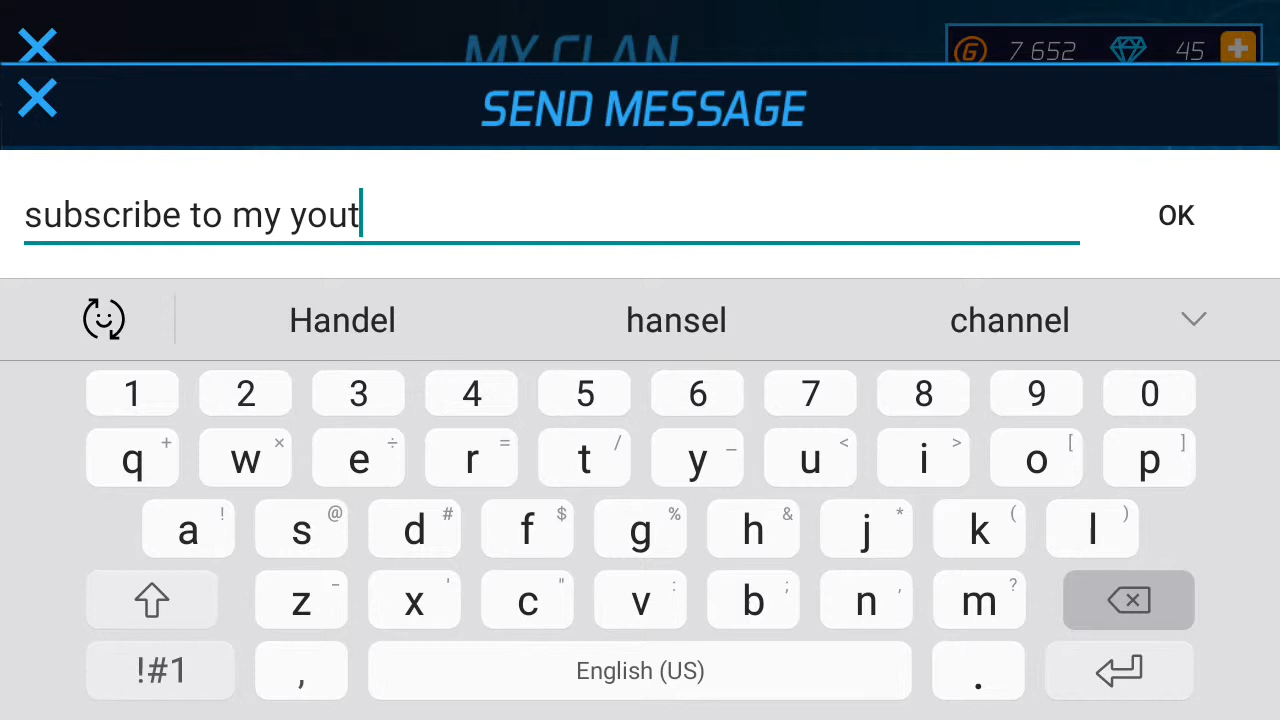 MY CLAN
G 7 652 45 +
SEND MESSAGE
subscribe to my yout
OK
Handel hansel channel
1 2 3 4 5 6 7 8 9 0
q + w × e ÷ r = t / y _ u < i > o [ p ]
a ! s @ d # f $ g % h & j * k ( l )
z - x ' c " v : b ; n , m ?
!#1 , English (US) .